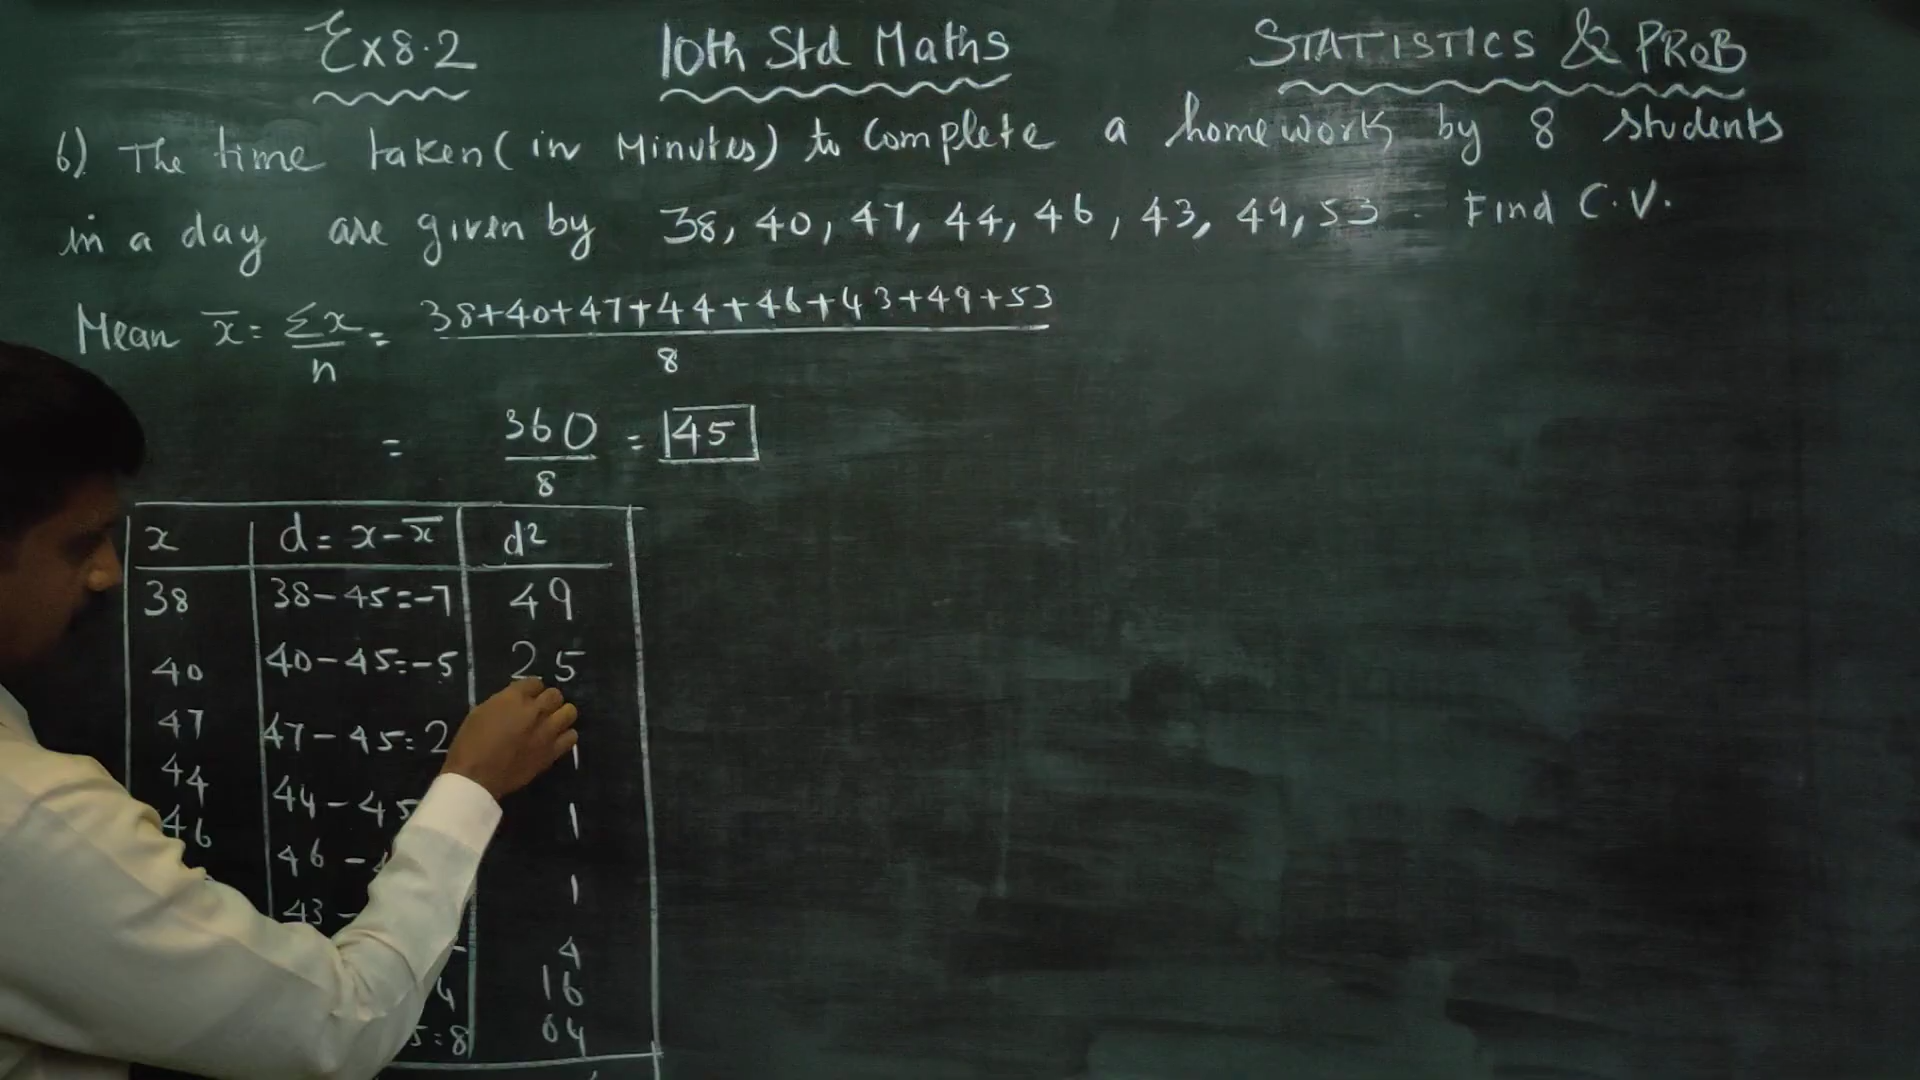 Ex 8.2 10th Std Maths STATISTICS & PROB
6) The time taken (in Minutes) to Complete a homework by 8 students
in a day are given by 38, 40, 47, 44, 46, 43, 49, 53. Find C.V.
Mean x̄ = Σx/n = 38+40+47+44+46+43+49+53 / 8
= 360/8 = 45
x d = x - x̄ d²
38 38-45=-7 49
40 40-45=-5 25
47 47-45=2
44 44-45 1
46 46- 1
43- 4
4 16
5=8 64